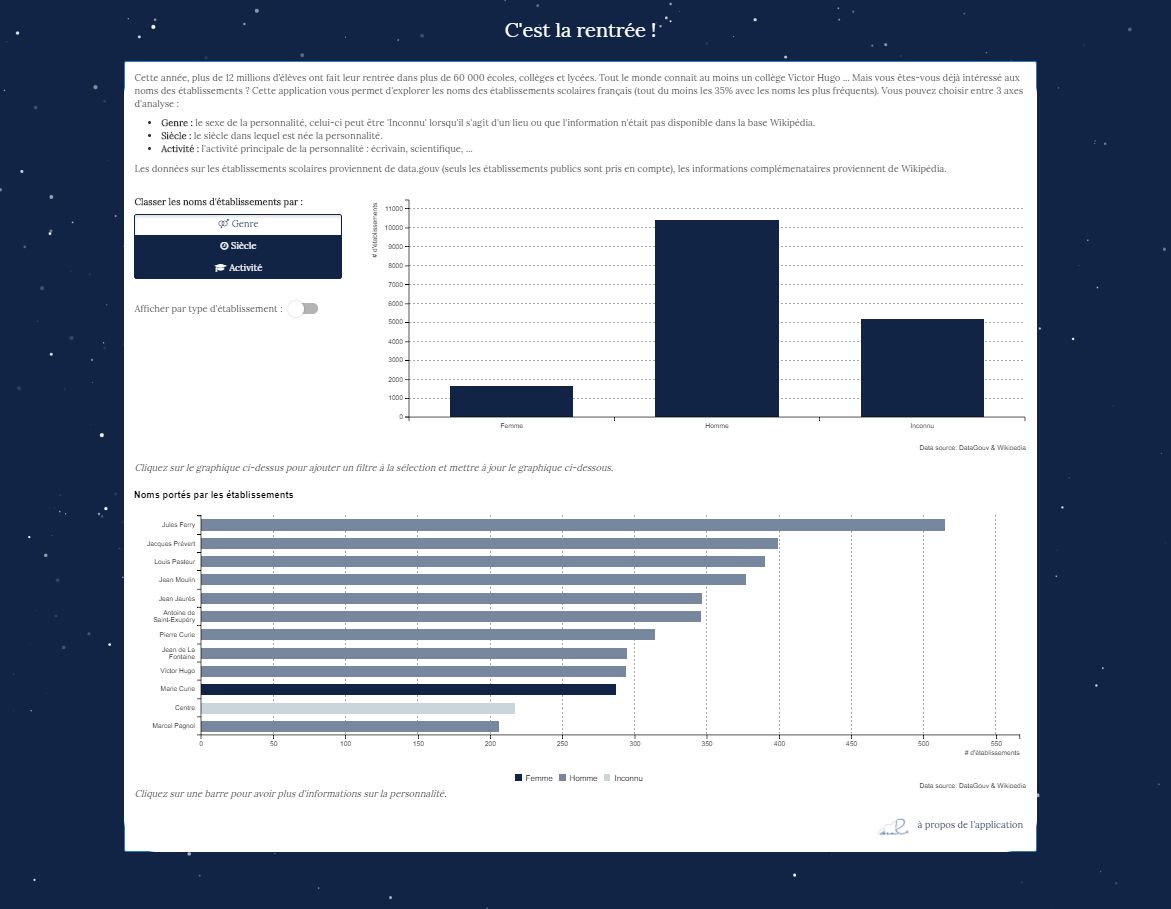 C'est la rentrée !
Cette année, plus de 12 millions d'élèves ont fait leur rentrée dans plus de 60 000 écoles, collèges et lycées. Tout le monde connait au moins un collège Victor Hugo ... Mais vous êtes-vous déjà intéressé aux
noms des établissements ? Cette application vous permet d'explorer les noms des établissements scolaires français (tout du moins les 35% avec les noms les plus fréquents). Vous pouvez choisir entre 3 axes
d'analyse :
• Genre : le sexe de la personnalité, celui-ci peut être 'Inconnu' lorsqu'il s'agit d'un lieu ou que l'information n'était pas disponible dans la base Wikipédia.
• Siècle : le siècle dans lequel est née la personnalité.
• Activité : l'activité principale de la personnalité : écrivain, scientifique, ...
Les données sur les établissements scolaires proviennent de data.gouv (seuls les établissements publics sont pris en compte), les informations complémenataires proviennent de Wikipédia.
Classer les noms d'établissements par :
Genre
Siècle
Activité
Afficher par type d'établissement :
# d'établissements
11000
10000
9000
8000
7000
6000
5000
4000
3000
2000
1000
0
Femme Homme Inconnu
Data source: DataGouv & Wikipedia
Cliquez sur le graphique ci-dessus pour ajouter un filtre à la sélection et mettre à jour le graphique ci-dessous.
Noms portés par les établissements
Jules Ferry
Jacques Prévert
Louis Pasteur
Jean Moulin
Jean Jaurès
Antoine de
Saint-Exupéry
Pierre Curie
Jean de La
Fontaine
Victor Hugo
Marie Curie
Centre
Marcel Pagnol
0 50 100 150 200 250 300 350 400 450 500 550
# d'établissements
Femme Homme Inconnu
Data source: DataGouv & Wikipedia
Cliquez sur une barre pour avoir plus d'informations sur la personnalité.
à propos de l'application